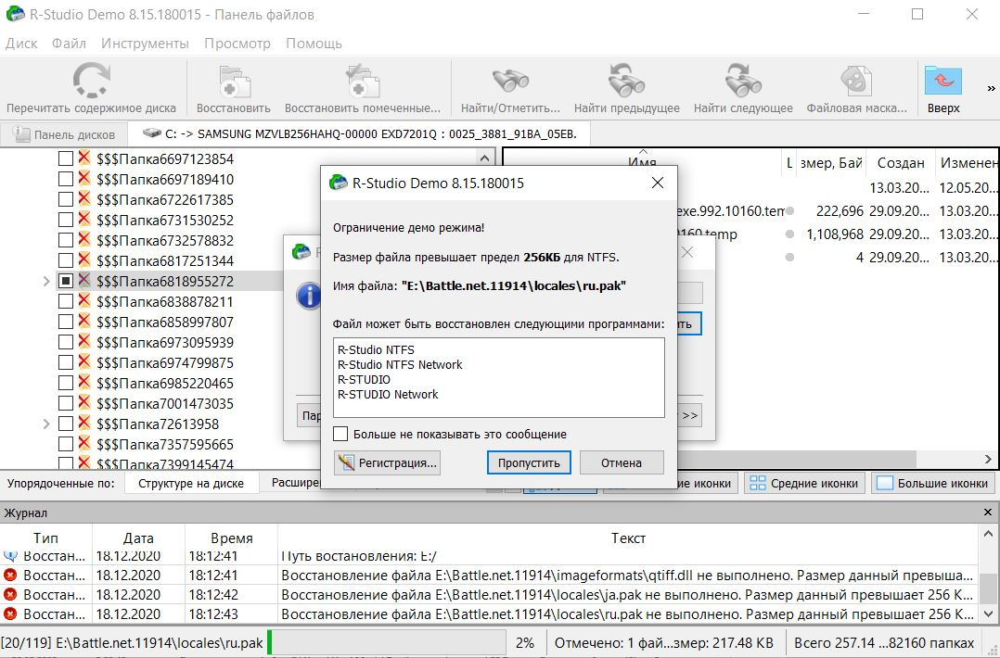 R-Studio Demo 8.15.180015 - Панель файлов
Диск Файл Инструменты Просмотр Помощь
Перечитать содержимое диска Восстановить Восстановить помеченные... Найти/Отметить... Найти предыдущее Найти следующее Файловая маска... Вверх »
Панель дисков C: -> SAMSUNG MZVLB256HAHQ-00000 EXD7201Q : 0025_3881_91BA_05EB.
$$$Папка6697123854
$$$Папка6697189410
$$$Папка6722617385
$$$Папка6731530252
$$$Папка6732578832
$$$Папка6817251344
$$$Папка6818955272
$$$Папка6838878211
$$$Папка6858997807
$$$Папка6973095939
$$$Папка6974799875
$$$Папка6985220465
$$$Папка7001473035
$$$Папка72613958
$$$Папка7357595665
$$$Папка7399145474
Имя L змер, Бай Создан Изменен
13.03.20... 12.05.20...
exe.992.10160.tem 222,696 29.09.20... 13.03.20...
10160.temp 1,108,968 29.09.20... 13.03.20...
4 29.09.20... 13.03.20...
R
ть
Пар
>>
R-Studio Demo 8.15.180015
Ограничение демо режима!
Размер файла превышает предел 256КБ для NTFS.
Имя файла: "E:\Battle.net.11914\locales\ru.pak"
Файл может быть восстановлен следующими программами:
R-Studio NTFS
R-Studio NTFS Network
R-STUDIO
R-STUDIO Network
Больше не показывать это сообщение
Регистрация... Пропустить Отмена
Упорядоченные по: Структуре на диске Расшире ие иконки Средние иконки Большие иконки
Журнал
Тип Дата Время Текст
Восстан... 18.12.2020 18:12:41 Путь востановления: E:/
Восстан... 18.12.2020 18:12:41 Восстановление файла E:\Battle.net.11914\imageformats\qtiff.dll не выполнено. Размер данный превыша...
Восстан... 18.12.2020 18:12:42 Восстановление файла E:\Battle.net.11914\locales\ja.pak не выполнено. Размер данный превышает 256 К...
Восстан... 18.12.2020 18:12:43 Восстановление файла E:\Battle.net.11914\locales\ru.pak не выполнено. Размер данный превышает 256 К...
[20/119] E:\Battle.net.11914\locales\ru.pak 2% Отмечено: 1 фай...змер: 217.48 KB Всего 257.14 ...82160 папках